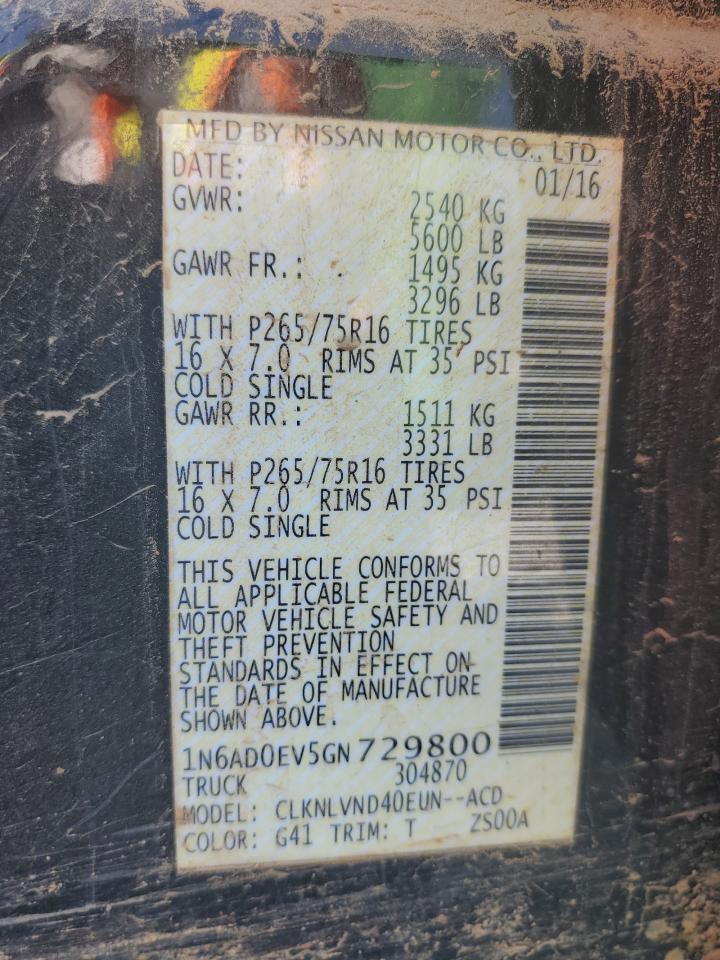 MFD BY NISSAN MOTOR CO., LTD.
DATE: 01/16
GVWR: 2540 KG
5600 LB
GAWR FR.: 1495 KG
3296 LB
WITH P265/75R16 TIRES
16 X 7.0 RIMS AT 35 PSI
COLD SINGLE
GAWR RR.: 1511 KG
3331 LB
WITH P265/75R16 TIRES
16 X 7.0 RIMS AT 35 PSI
COLD SINGLE
THIS VEHICLE CONFORMS TO
ALL APPLICABLE FEDERAL
MOTOR VEHICLE SAFETY AND
THEFT PREVENTION
STANDARDS IN EFFECT ON
THE DATE OF MANUFACTURE
SHOWN ABOVE.
1N6AD0EV5GN 729800
TRUCK 304870
MODEL: CLKNLVND40EUN--ACD
COLOR: G41 TRIM: T ZS00A